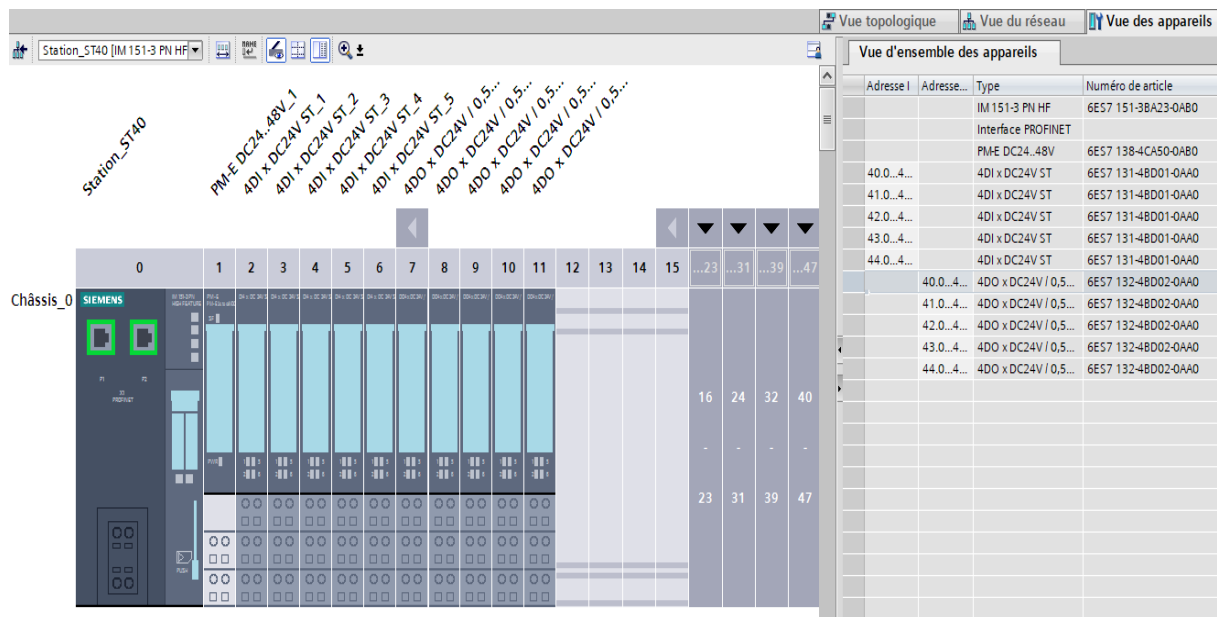 Vue topologique
Vue du réseau
Vue des appareils
Station_ST40 [IM 151-3 PN HF]
Vue d'ensemble des appareils
Station_ST40
PM-E DC24..48V_1
4DI x DC24V ST_1
4DI x DC24V ST_2
4DI x DC24V ST_3
4DI x DC24V ST_4
4DI x DC24V ST_5
4DO x DC24V / 0,5...
4DO x DC24V / 0,5...
4DO x DC24V / 0,5...
4DO x DC24V / 0,5...
4DO x DC24V / 0,5...
0 1 2 3 4 5 6 7 8 9 10 11 12 13 14 15 ...23 ...31 ...39 ...47
Châssis_0
SIEMENS
P1 P2
PROFINET
PUSH
16 24 32 40
- - - -
23 31 39 47
Adresse I Adresse... Type Numéro de article
IM 151-3 PN HF 6ES7 151-3BA23-0AB0
Interface PROFINET
PM-E DC24..48V 6ES7 138-4CA50-0AB0
40.0...4... 4DI x DC24V ST 6ES7 131-4BD01-0AA0
41.0...4... 4DI x DC24V ST 6ES7 131-4BD01-0AA0
42.0...4... 4DI x DC24V ST 6ES7 131-4BD01-0AA0
43.0...4... 4DI x DC24V ST 6ES7 131-4BD01-0AA0
44.0...4... 4DI x DC24V ST 6ES7 131-4BD01-0AA0
40.0...4... 4DO x DC24V / 0,5... 6ES7 132-4BD02-0AA0
41.0...4... 4DO x DC24V / 0,5... 6ES7 132-4BD02-0AA0
42.0...4... 4DO x DC24V / 0,5... 6ES7 132-4BD02-0AA0
43.0...4... 4DO x DC24V / 0,5... 6ES7 132-4BD02-0AA0
44.0...4... 4DO x DC24V / 0,5... 6ES7 132-4BD02-0AA0